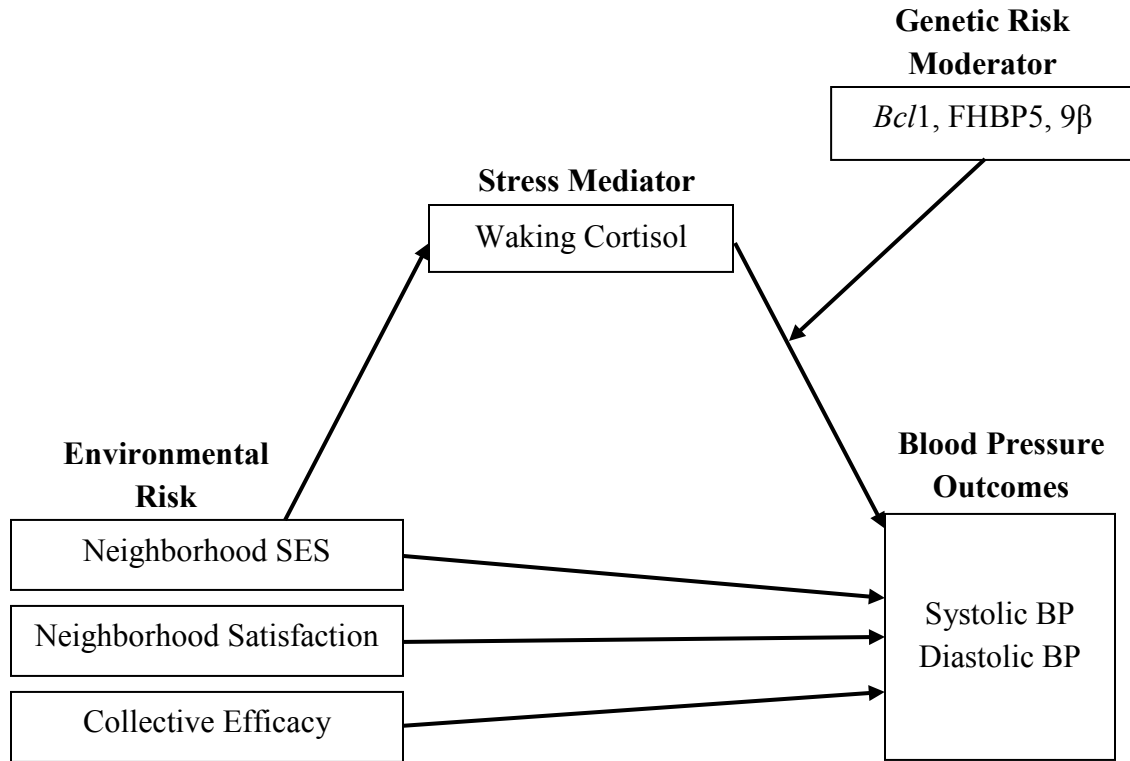 Genetic Risk
Moderator
Bcl1, FHBP5, 9β
Stress Mediator
Waking Cortisol
Environmental
Risk
Neighborhood SES
Neighborhood Satisfaction
Collective Efficacy
Blood Pressure
Outcomes
Systolic BP
Diastolic BP